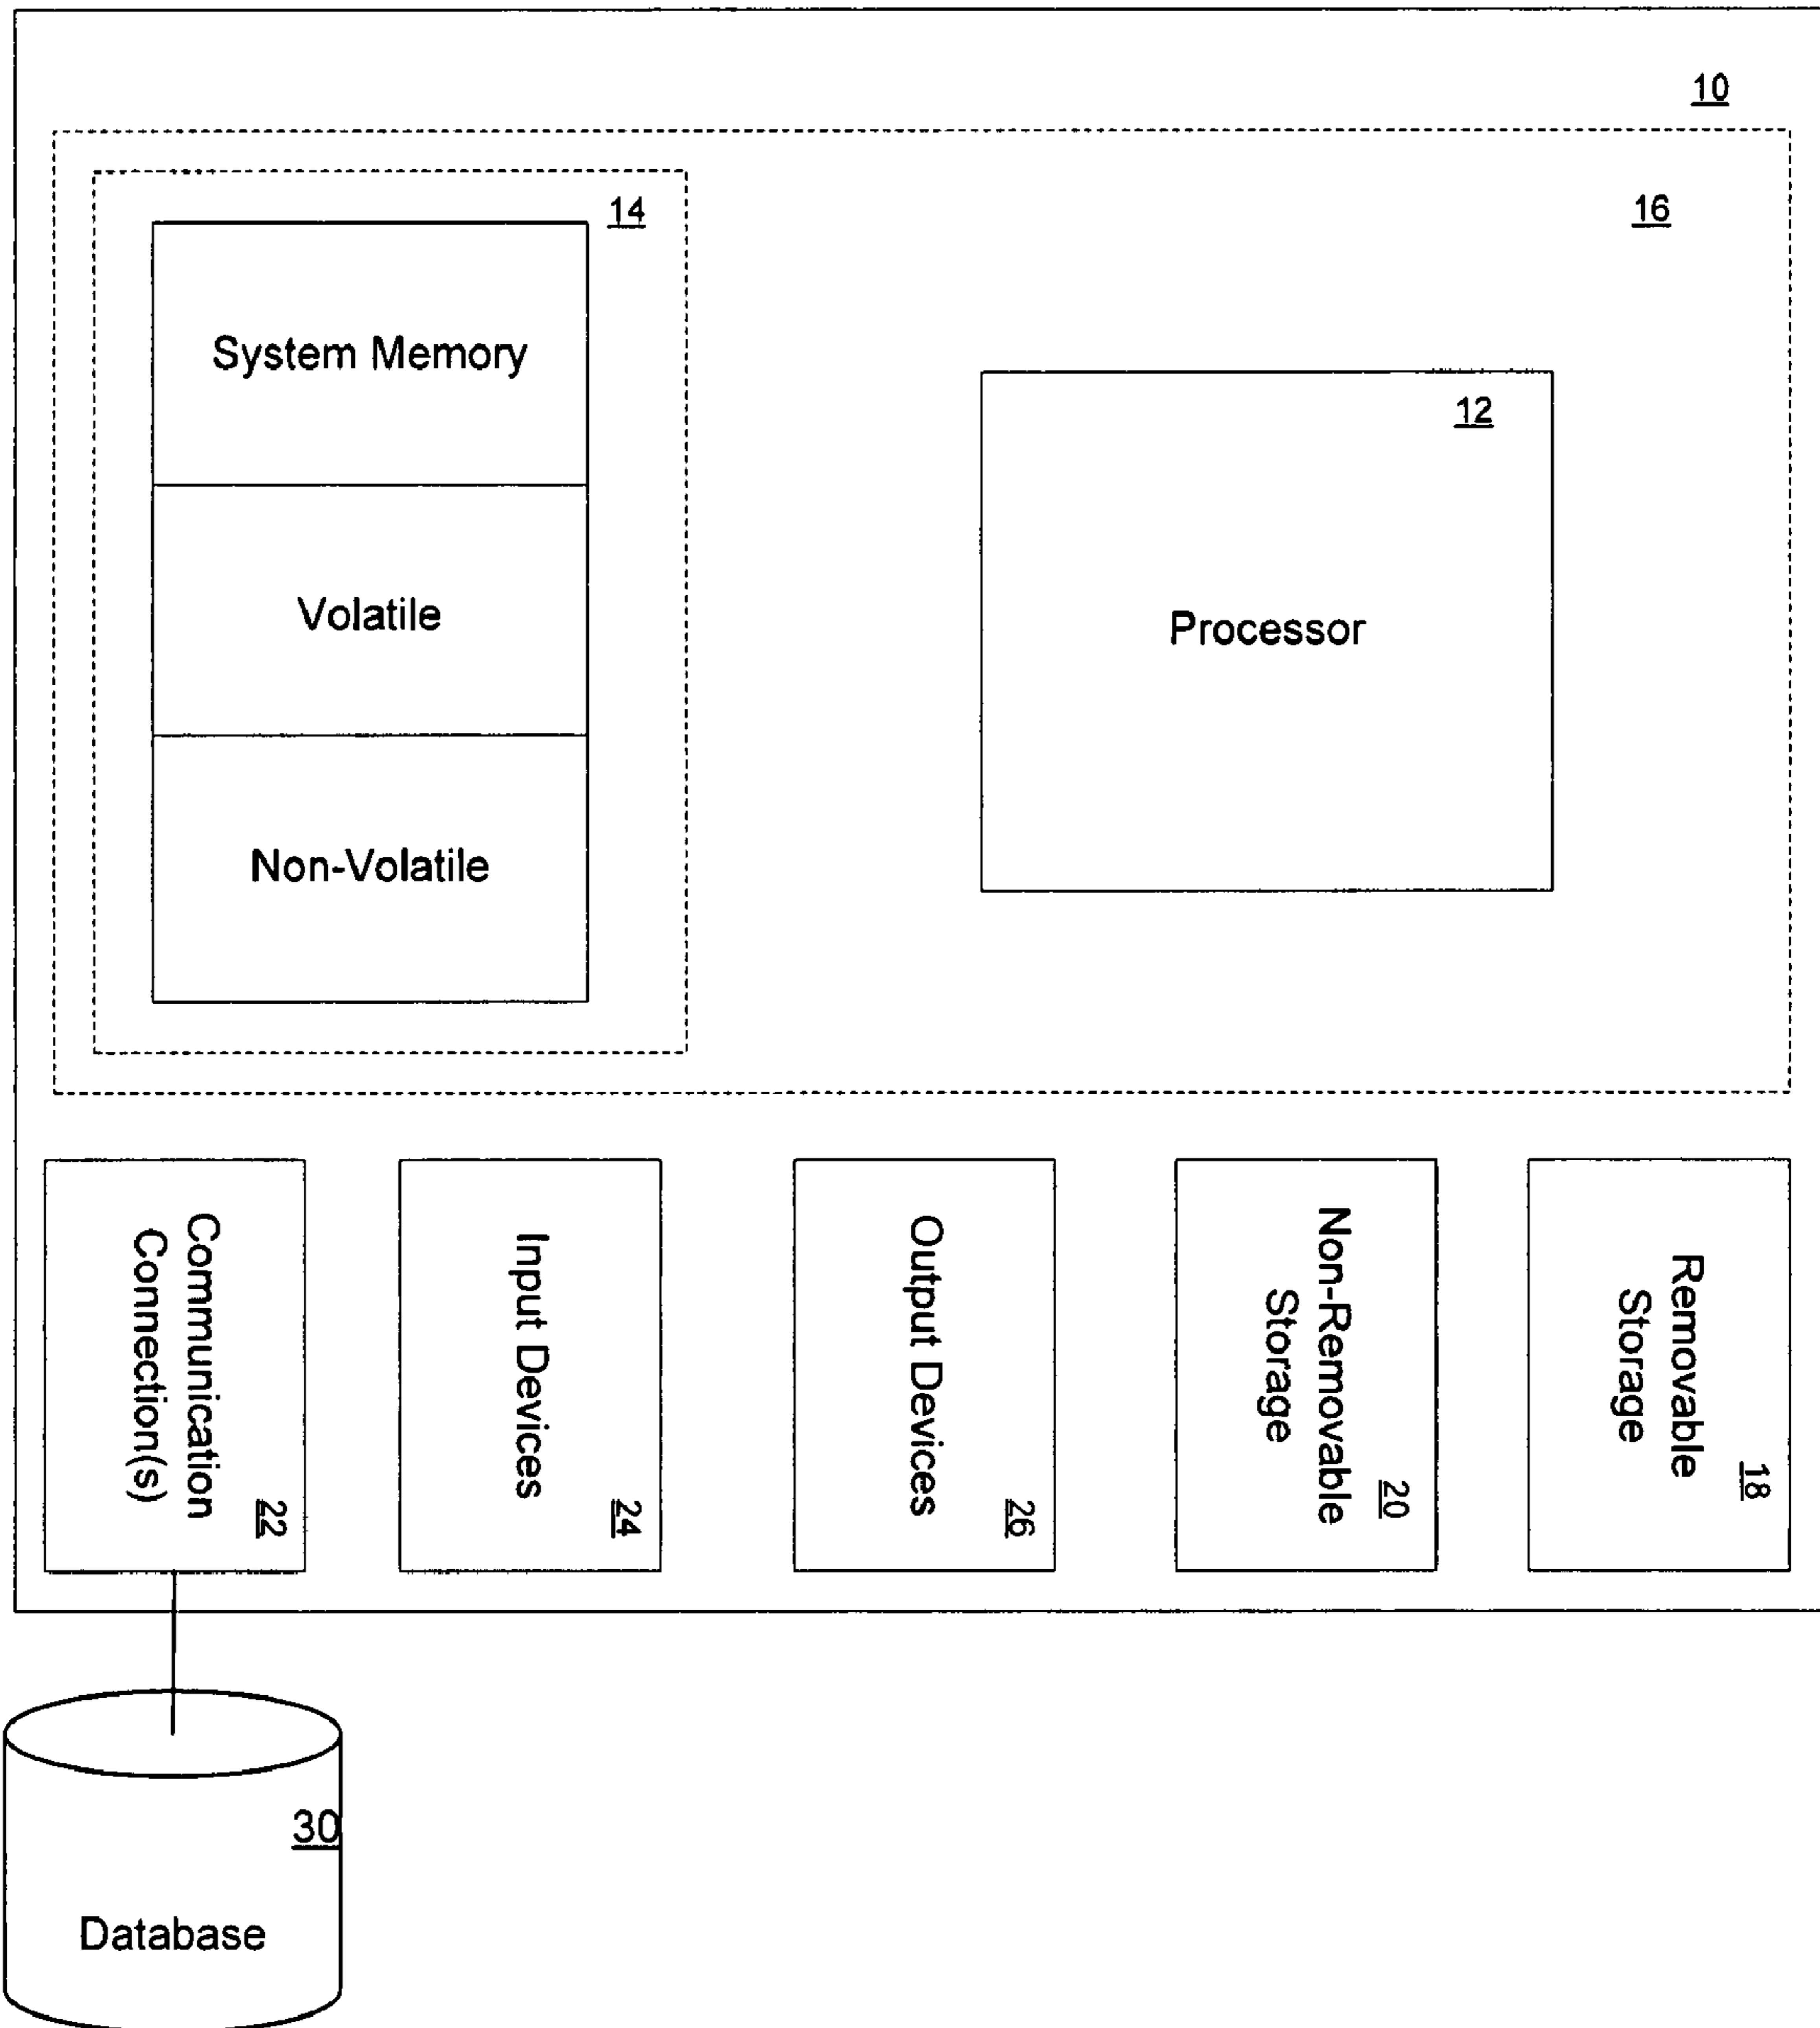 10
16
14
System Memory
Volatile
Non-Volatile
12
Processor
Communication
Connection(s)
22
Input Devices
24
Output Devices
26
Non-Removable
Storage
20
Removable
Storage
18
30
Database